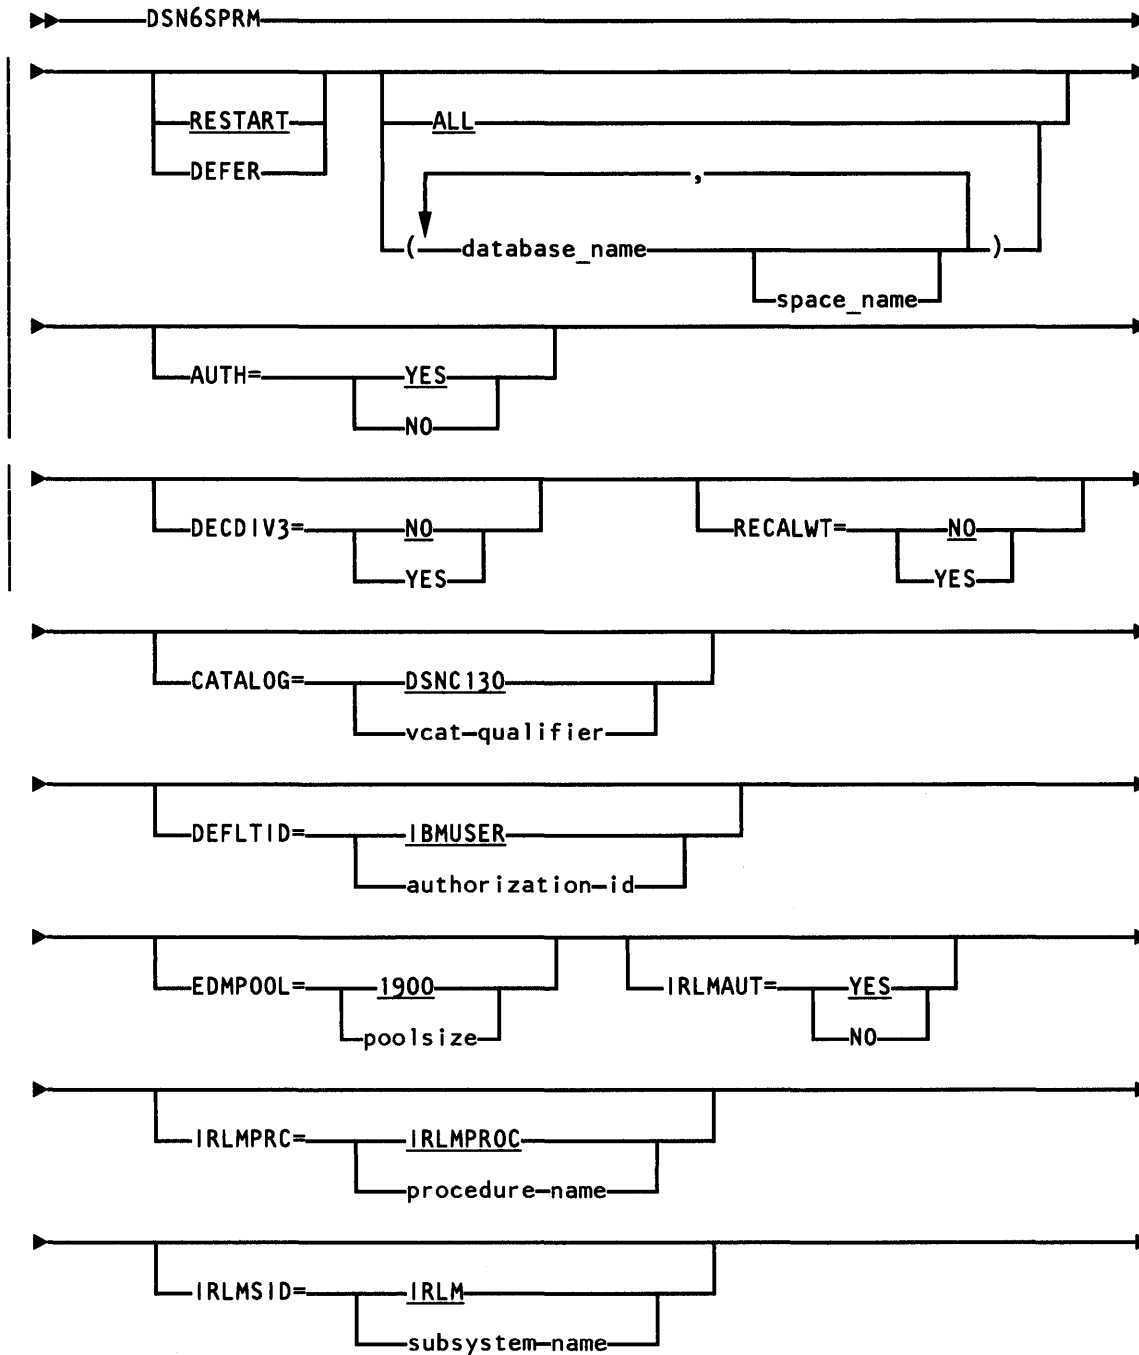 DSN6SPRM
RESTART
DEFER
ALL
,
( database_name )
space_name
AUTH= YES
NO
DECDIV3= NO
YES
RECALWT= NO
YES
CATALOG= DSNC130
vcat-qualifier
DEFLTID= IBMUSER
authorization-id
EDMPOOL= 1900
poolsize
IRLMAUT= YES
NO
IRLMPRC= IRLMPROC
procedure-name
IRLMSID= IRLM
subsystem-name